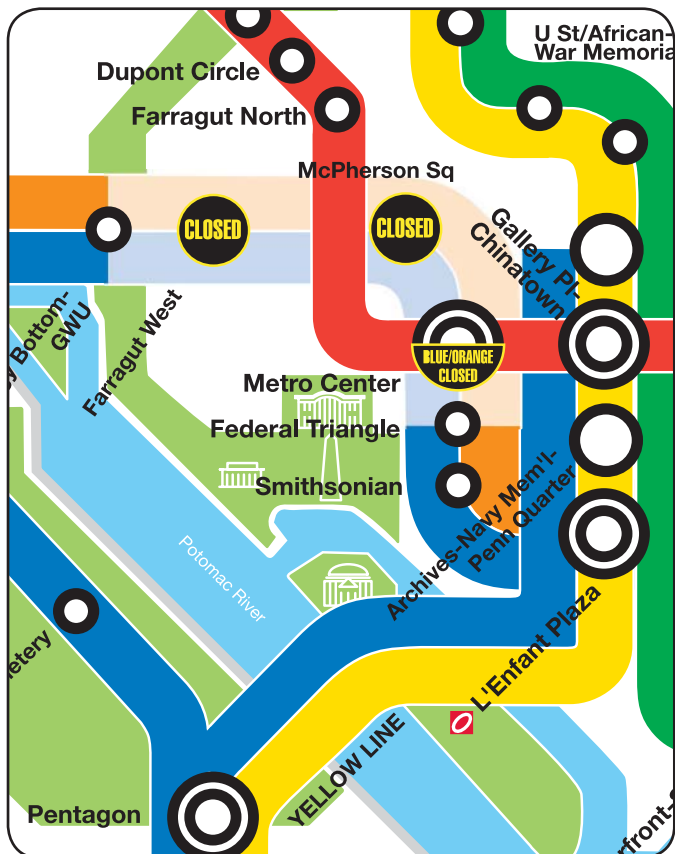 U St/African-
War Memoria
Dupont Circle
Farragut North
McPherson Sq
CLOSED
CLOSED
Gallery Pl-
Chinatown
y Bottom-
GWU
Farragut West
BLUE/ORANGE
CLOSED
Metro Center
Federal Triangle
Smithsonian
Archives-Navy Mem'l-
Penn Quarter
Potomac River
L'Enfant Plaza
etery
YELLOW LINE
Pentagon
rfront-S